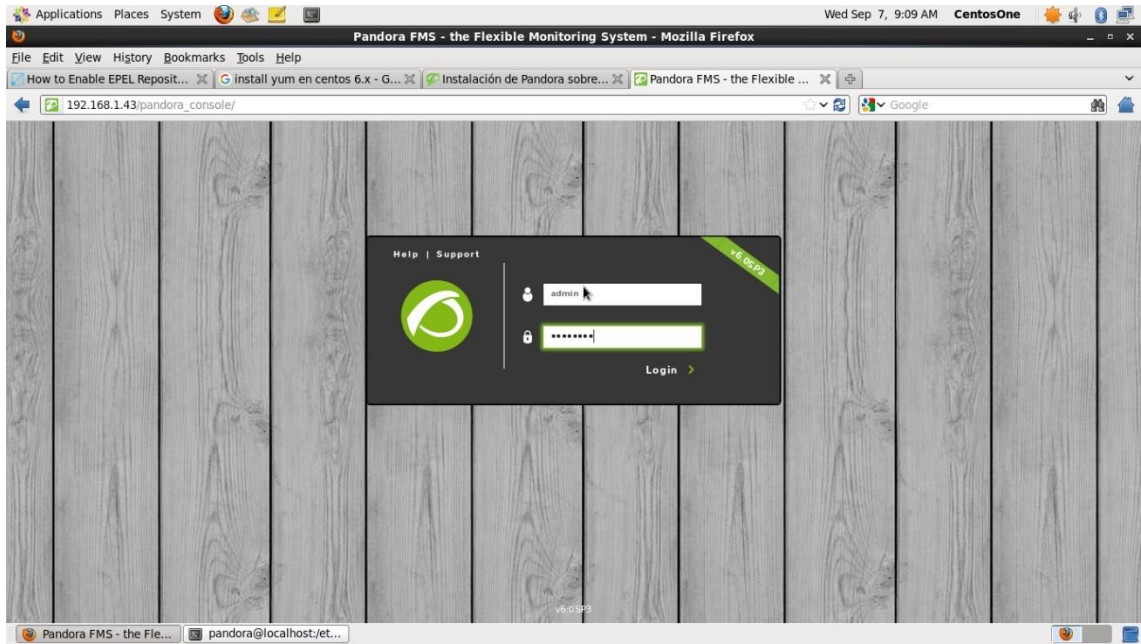 Applications Places System Wed Sep 7, 9:09 AM CentosOne
Pandora FMS - the Flexible Monitoring System - Mozilla Firefox
File Edit View History Bookmarks Tools Help
How to Enable EPEL Reposit... install yum en centos 6.x - G... Instalación de Pandora sobre... Pandora FMS - the Flexible ...
192.168.1.43/pandora_console/ Google
Help | Support
v6.0SP3
admin
Login
v6.0SP3
Pandora FMS - the Fle... pandora@localhost:/et...